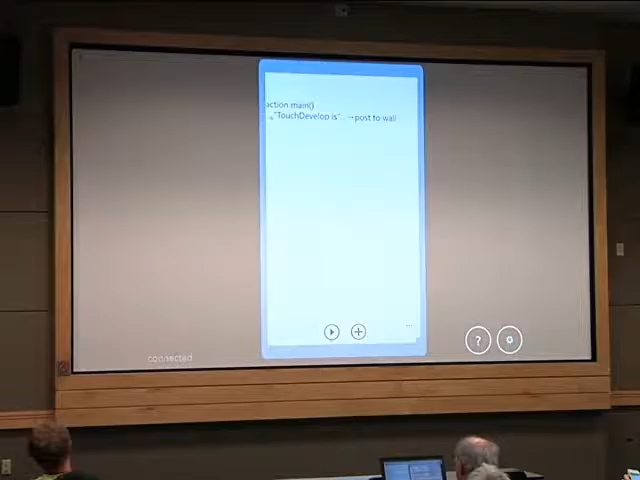 action main()
"TouchDevelop is" →post to wall
connected
?